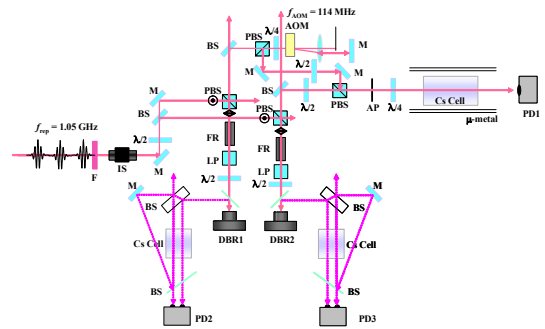 f_AOM = 114 MHz
AOM
PBS
λ/4
BS
M
λ/2
M
M
PBS
M
BS
λ/2
PBS
AP
λ/4
Cs Cell
PD1
μ-metal
f_rep = 1.05 GHz
BS
λ/2
PBS
FR
FR
F
IS
M
LP
LP
λ/2
λ/2
M
BS
M
BS
Cs Cell
DBR1
DBR2
Cs Cell
BS
BS
PD2
PD3